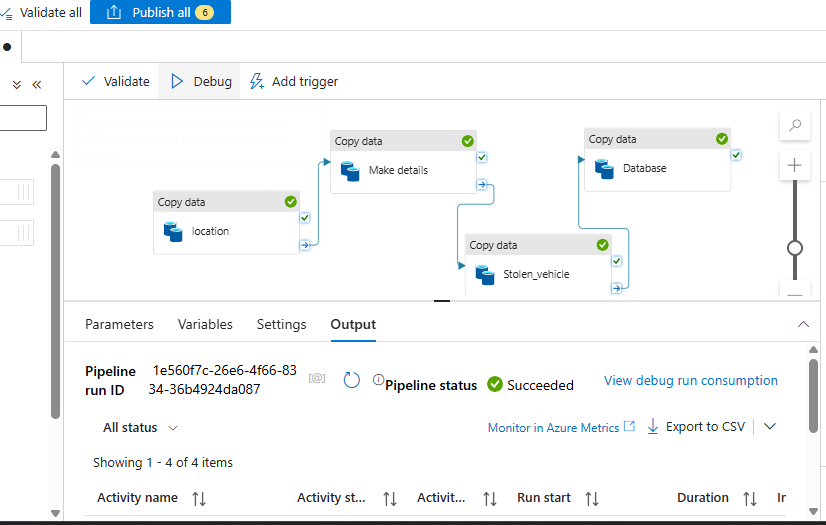 Validate all
Publish all 6
Validate
Debug
Add trigger
Copy data
Make details
Copy data
Database
Copy data
location
Copy data
Stolen_vehicle
Parameters
Variables
Settings
Output
Pipeline
run ID
1e560f7c-26e6-4f66-83
34-36b4924da087
Pipeline status
Succeeded
View debug run consumption
All status
Monitor in Azure Metrics
Export to CSV
Showing 1 - 4 of 4 items
Activity name
Activity st...
Activit...
Run start
Duration